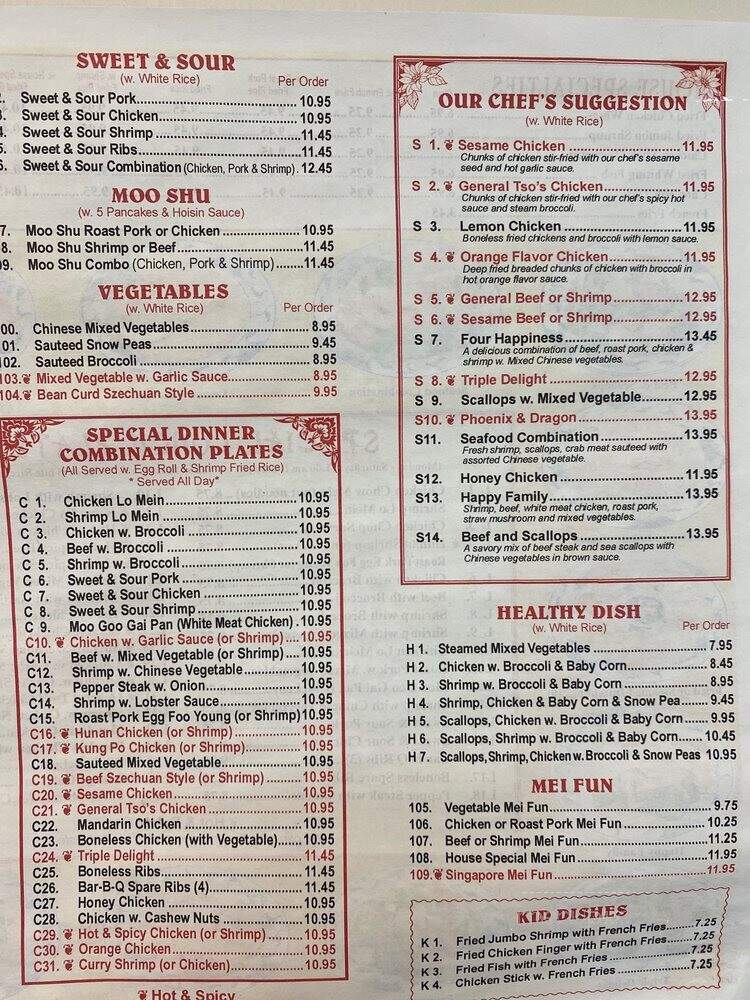 SWEET & SOUR
(w. White Rice) Per Order
2. Sweet & Sour Pork 10.95
3. Sweet & Sour Chicken 10.95
4. Sweet & Sour Shrimp 11.45
5. Sweet & Sour Ribs 11.45
6. Sweet & Sour Combination (Chicken, Pork & Shrimp) 12.45
MOO SHU
(w. 5 Pancakes & Hoisin Sauce)
7. Moo Shu Roast Pork or Chicken 10.95
8. Moo Shu Shrimp or Beef 11.45
09. Moo Shu Combo (Chicken, Pork & Shrimp) 11.45
VEGETABLES
(w. White Rice) Per Order
00. Chinese Mixed Vegetables 8.95
01. Sauteed Snow Peas 9.45
102. Sauteed Broccoli 8.95
103. Mixed Vegetable w. Garlic Sauce 8.95
104. Bean Curd Szechuan Style 9.95
SPECIAL DINNER
COMBINATION PLATES
(All Served w. Egg Roll & Shrimp Fried Rice)
* Served All Day*
C 1. Chicken Lo Mein 10.95
C 2. Shrimp Lo Mein 10.95
C 3. Chicken w. Broccoli 10.95
C 4. Beef w. Broccoli 10.95
C 5. Shrimp w. Broccoli 10.95
C 6. Sweet & Sour Pork 10.95
C 7. Sweet & Sour Chicken 10.95
C 8. Sweet & Sour Shrimp 10.95
C 9. Moo Goo Gai Pan (White Meat Chicken) 10.95
C10. Chicken w. Garlic Sauce (or Shrimp) 10.95
C11. Beef w. Mixed Vegetable (or Shrimp) 10.95
C12. Shrimp w. Chinese Vegetable 10.95
C13. Pepper Steak w. Onion 10.95
C14. Shrimp w. Lobster Sauce 10.95
C15. Roast Pork Egg Foo Young (or Shrimp) 10.95
C16. Hunan Chicken (or Shrimp) 10.95
C17. Kung Po Chicken (or Shrimp) 10.95
C18. Sauteed Mixed Vegetable 10.95
C19. Beef Szechuan Style (or Shrimp) 10.95
C20. Sesame Chicken 10.95
C21. General Tso's Chicken 10.95
C22. Mandarin Chicken 10.95
C23. Boneless Chicken (with Vegetable) 10.95
C24. Triple Delight 11.45
C25. Boneless Ribs 10.95
C26. Bar-B-Q Spare Ribs (4) 11.45
C27. Honey Chicken 10.95
C28. Chicken w. Cashew Nuts 10.95
C29. Hot & Spicy Chicken (or Shrimp) 10.95
C30. Orange Chicken 10.95
C31. Curry Shrimp (or Chicken) 10.95
Hot & Spicy
OUR CHEF'S SUGGESTION
(w. White Rice)
S 1. Sesame Chicken 11.95
Chunks of chicken stir-fried with our chef's sesame
seed and hot garlic sauce.
S 2. General Tso's Chicken 11.95
Chunks of chicken stir-fried with our chef's spicy hot
sauce and steam broccoli.
S 3. Lemon Chicken 11.95
Boneless fried chickens and broccoli with lemon sauce.
S 4. Orange Flavor Chicken 11.95
Deep fried breaded chunks of chicken with broccoli in
hot orange flavor sauce.
S 5. General Beef or Shrimp 12.95
S 6. Sesame Beef or Shrimp 12.95
S 7. Four Happiness 13.45
A delicious combination of beef, roast pork, chicken &
shrimp w. Mixed Chinese vegetables.
S 8. Triple Delight 12.95
S 9. Scallops w. Mixed Vegetable 12.95
S10. Phoenix & Dragon 13.95
S11. Seafood Combination 13.95
Fresh shrimp, scallops, crab meat sauteed with
assorted Chinese vegetable.
S12. Honey Chicken 11.95
S13. Happy Family 13.95
Shrimp, beef, white meat chicken, roast pork,
straw mushroom and mixed vegetables.
S14. Beef and Scallops 13.95
A savory mix of beef steak and sea scallops with
Chinese vegetables in brown sauce.
HEALTHY DISH
(w. White Rice) Per Order
H 1. Steamed Mixed Vegetables 7.95
H 2. Chicken w. Broccoli & Baby Corn 8.45
H 3. Shrimp w. Broccoli & Baby Corn 8.95
H 4. Shrimp, Chicken & Baby Corn & Snow Pea 9.45
H 5. Scallops, Chicken w. Broccoli & Baby Corn 9.95
H 6. Scallops, Shrimp w. Broccoli & Baby Corn 10.45
H 7. Scallops, Shrimp, Chicken w. Broccoli & Snow Peas 10.95
MEI FUN
105. Vegetable Mei Fun 9.75
106. Chicken or Roast Pork Mei Fun 10.25
107. Beef or Shrimp Mei Fun 11.25
108. House Special Mei Fun 11.95
109. Singapore Mei Fun 11.95
KID DISHES
K 1. Fried Jumbo Shrimp with French Fries 7.25
K 2. Fried Chicken Finger with French Fries 7.25
K 3. Fried Fish with French Fries 7.25
K 4. Chicken Stick w. French Fries 7.25